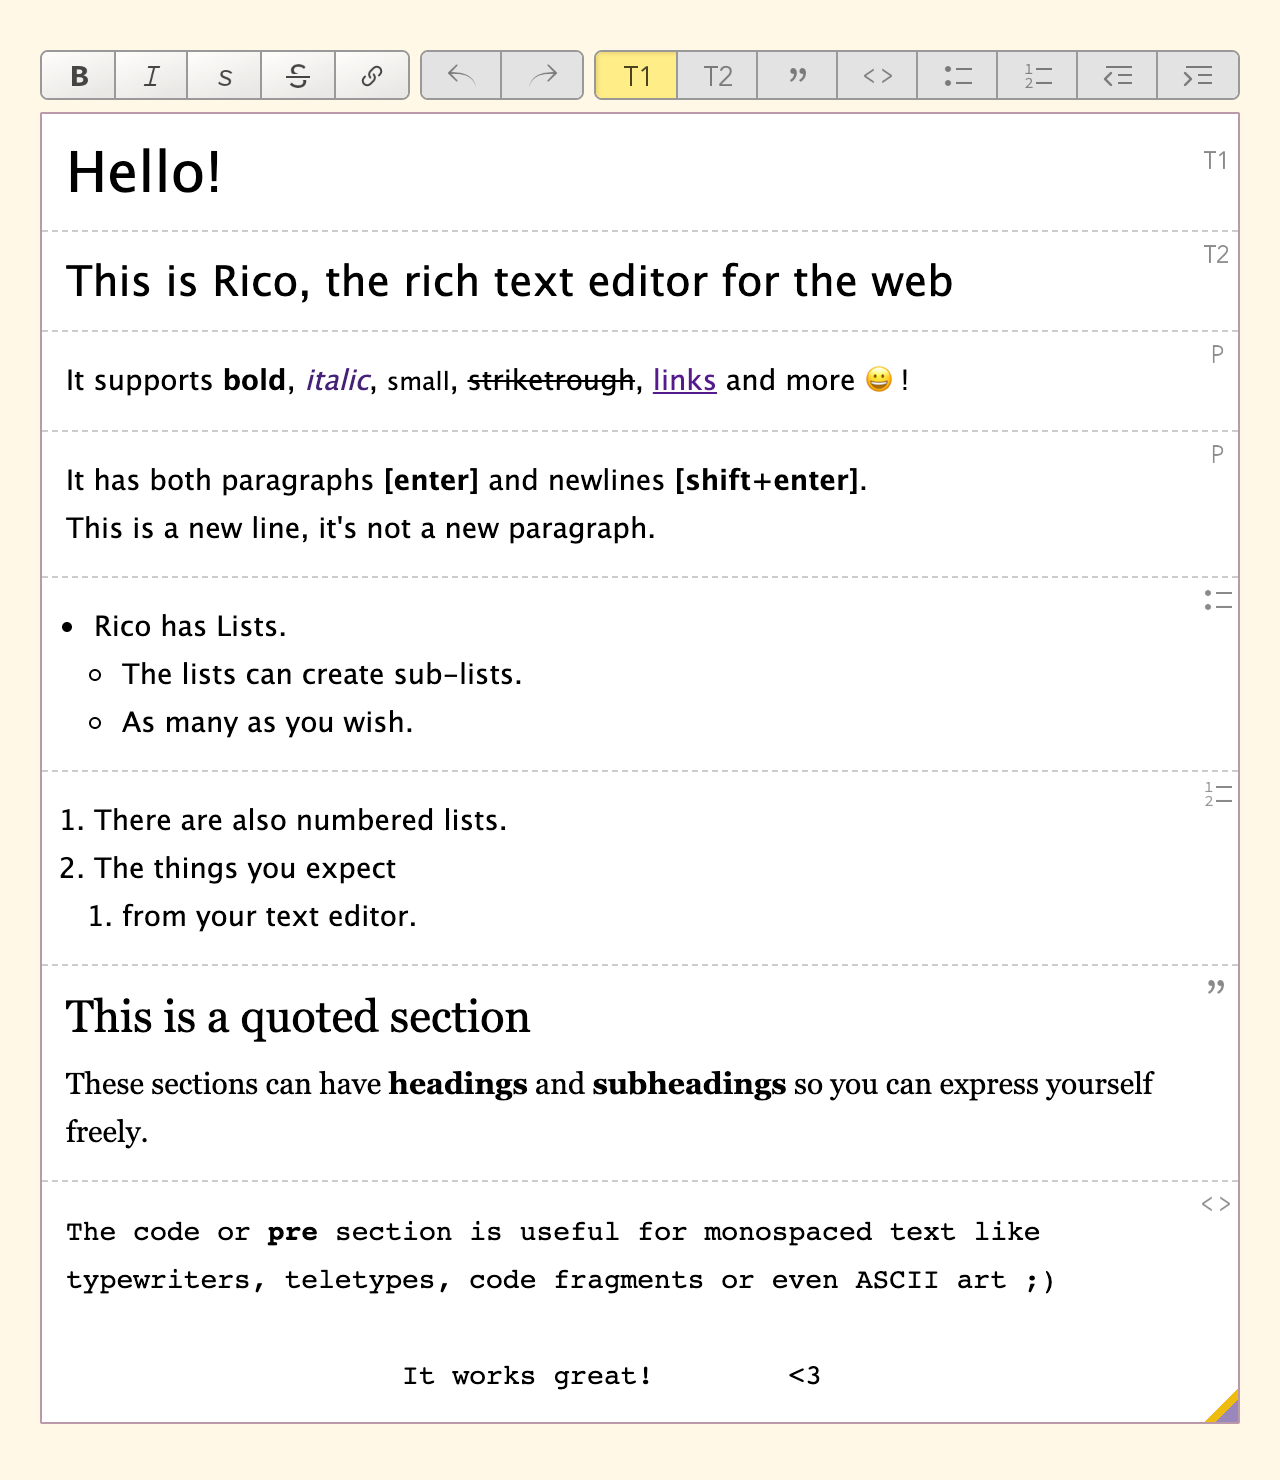 B I s S T1 T2 ” <> 1 2
Hello! T1
This is Rico, the rich text editor for the web T2
It supports bold, italic, small, striketrough, links and more 😀 ! P
It has both paragraphs [enter] and newlines [shift+enter]. P
This is a new line, it's not a new paragraph.
• Rico has Lists.
◦ The lists can create sub-lists.
◦ As many as you wish.
1. There are also numbered lists. 1 2
2. The things you expect
1. from your text editor.
This is a quoted section ”
These sections can have headings and subheadings so you can express yourself
freely.
The code or pre section is useful for monospaced text like <>
typewriters, teletypes, code fragments or even ASCII art ;)
It works great! <3